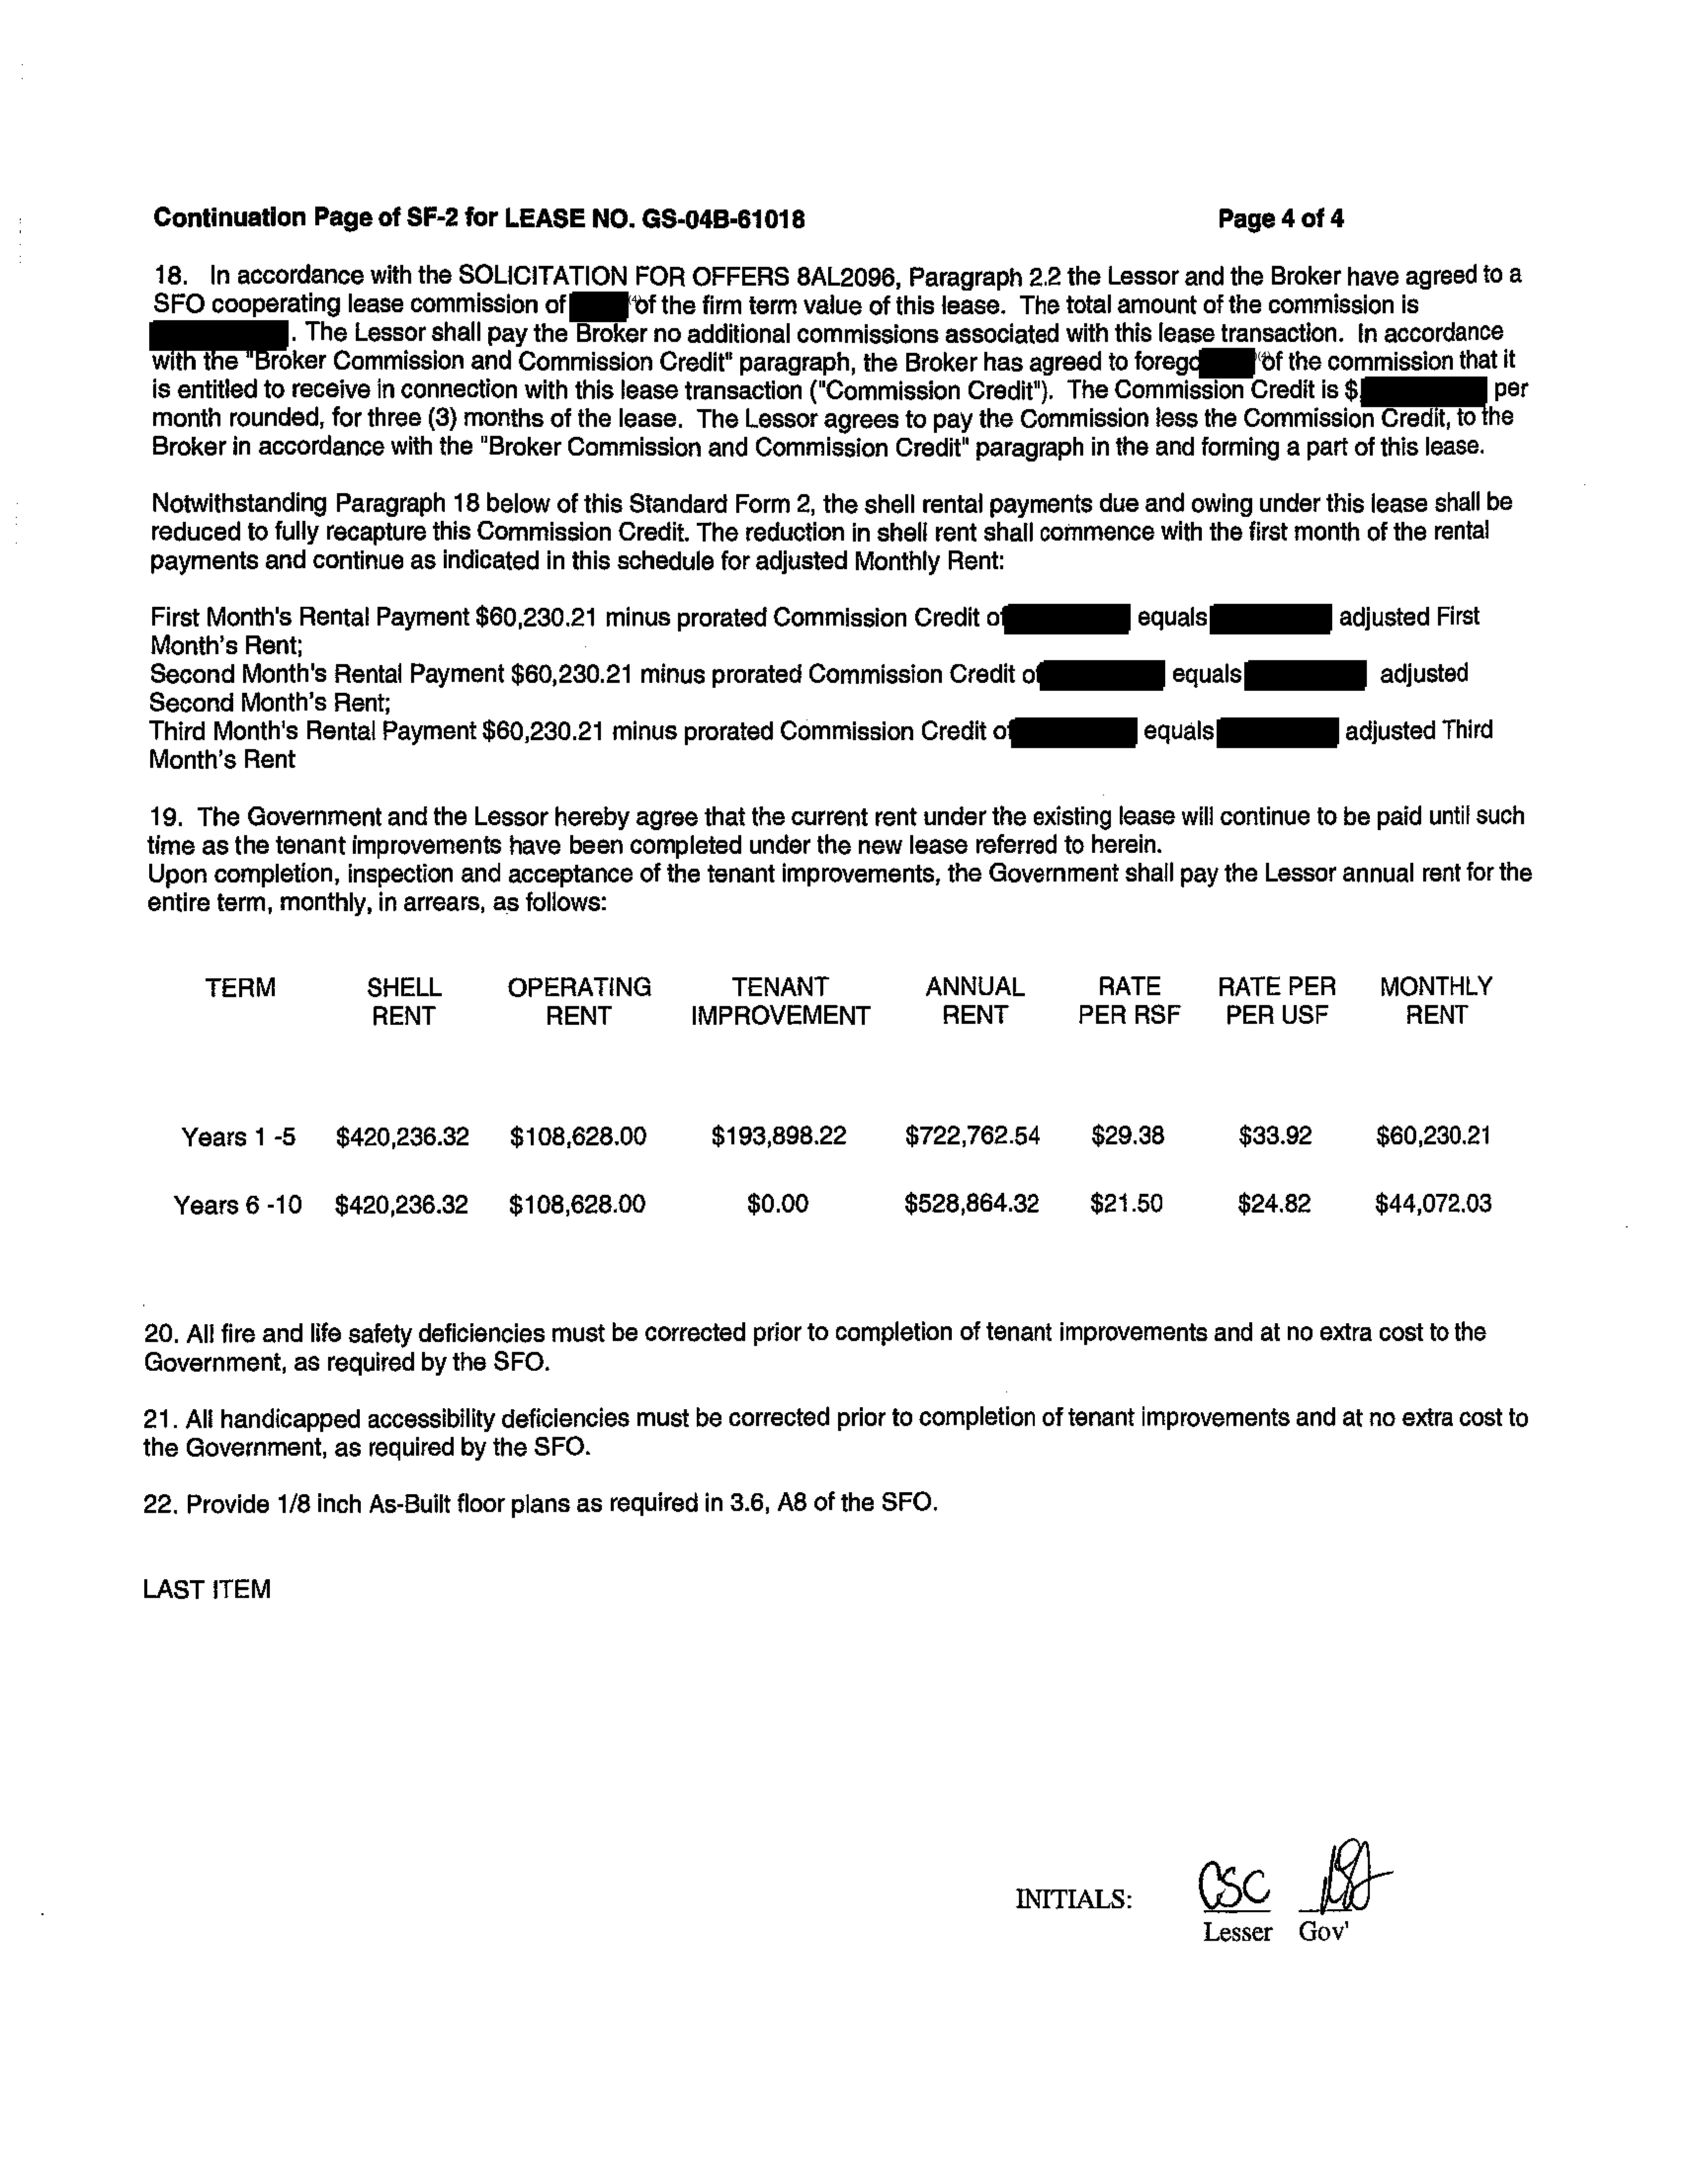 Continuation Page of SF-2 for LEASE NO. GS-04B-61018 Page 4 of 4
18. In accordance with the SOLICITATION FOR OFFERS 8AL2096, Paragraph 2.2 the Lessor and the Broker have agreed to a
SFO cooperating lease commission of of the firm term value of this lease. The total amount of the commission is
. The Lessor shall pay the Broker no additional commissions associated with this lease transaction. In accordance
with the "Broker Commission and Commission Credit" paragraph, the Broker has agreed to forego of the commission that it
is entitled to receive in connection with this lease transaction ("Commission Credit"). The Commission Credit is $ per
month rounded, for three (3) months of the lease. The Lessor agrees to pay the Commission less the Commission Credit, to the
Broker in accordance with the "Broker Commission and Commission Credit" paragraph in the and forming a part of this lease.
Notwithstanding Paragraph 18 below of this Standard Form 2, the shell rental payments due and owing under this lease shall be
reduced to fully recapture this Commission Credit. The reduction in shell rent shall commence with the first month of the rental
payments and continue as indicated in this schedule for adjusted Monthly Rent:
First Month's Rental Payment $60,230.21 minus prorated Commission Credit of equals adjusted First
Month's Rent;
Second Month's Rental Payment $60,230.21 minus prorated Commission Credit of equals adjusted
Second Month's Rent;
Third Month's Rental Payment $60,230.21 minus prorated Commission Credit of equals adjusted Third
Month's Rent
19. The Government and the Lessor hereby agree that the current rent under the existing lease will continue to be paid until such
time as the tenant improvements have been completed under the new lease referred to herein.
Upon completion, inspection and acceptance of the tenant improvements, the Government shall pay the Lessor annual rent for the
entire term, monthly, in arrears, as follows:
TERM SHELL OPERATING TENANT ANNUAL RATE RATE PER MONTHLY
RENT RENT IMPROVEMENT RENT PER RSF PER USF RENT
Years 1 -5 $420,236.32 $108,628.00 $193,898.22 $722,762.54 $29.38 $33.92 $60,230.21
Years 6 -10 $420,236.32 $108,628.00 $0.00 $528,864.32 $21.50 $24.82 $44,072.03
20. All fire and life safety deficiencies must be corrected prior to completion of tenant improvements and at no extra cost to the
Government, as required by the SFO.
21. All handicapped accessibility deficiencies must be corrected prior to completion of tenant improvements and at no extra cost to
the Government, as required by the SFO.
22. Provide 1/8 inch As-Built floor plans as required in 3.6, A8 of the SFO.
LAST ITEM
INITIALS: CSC
Lesser Gov'